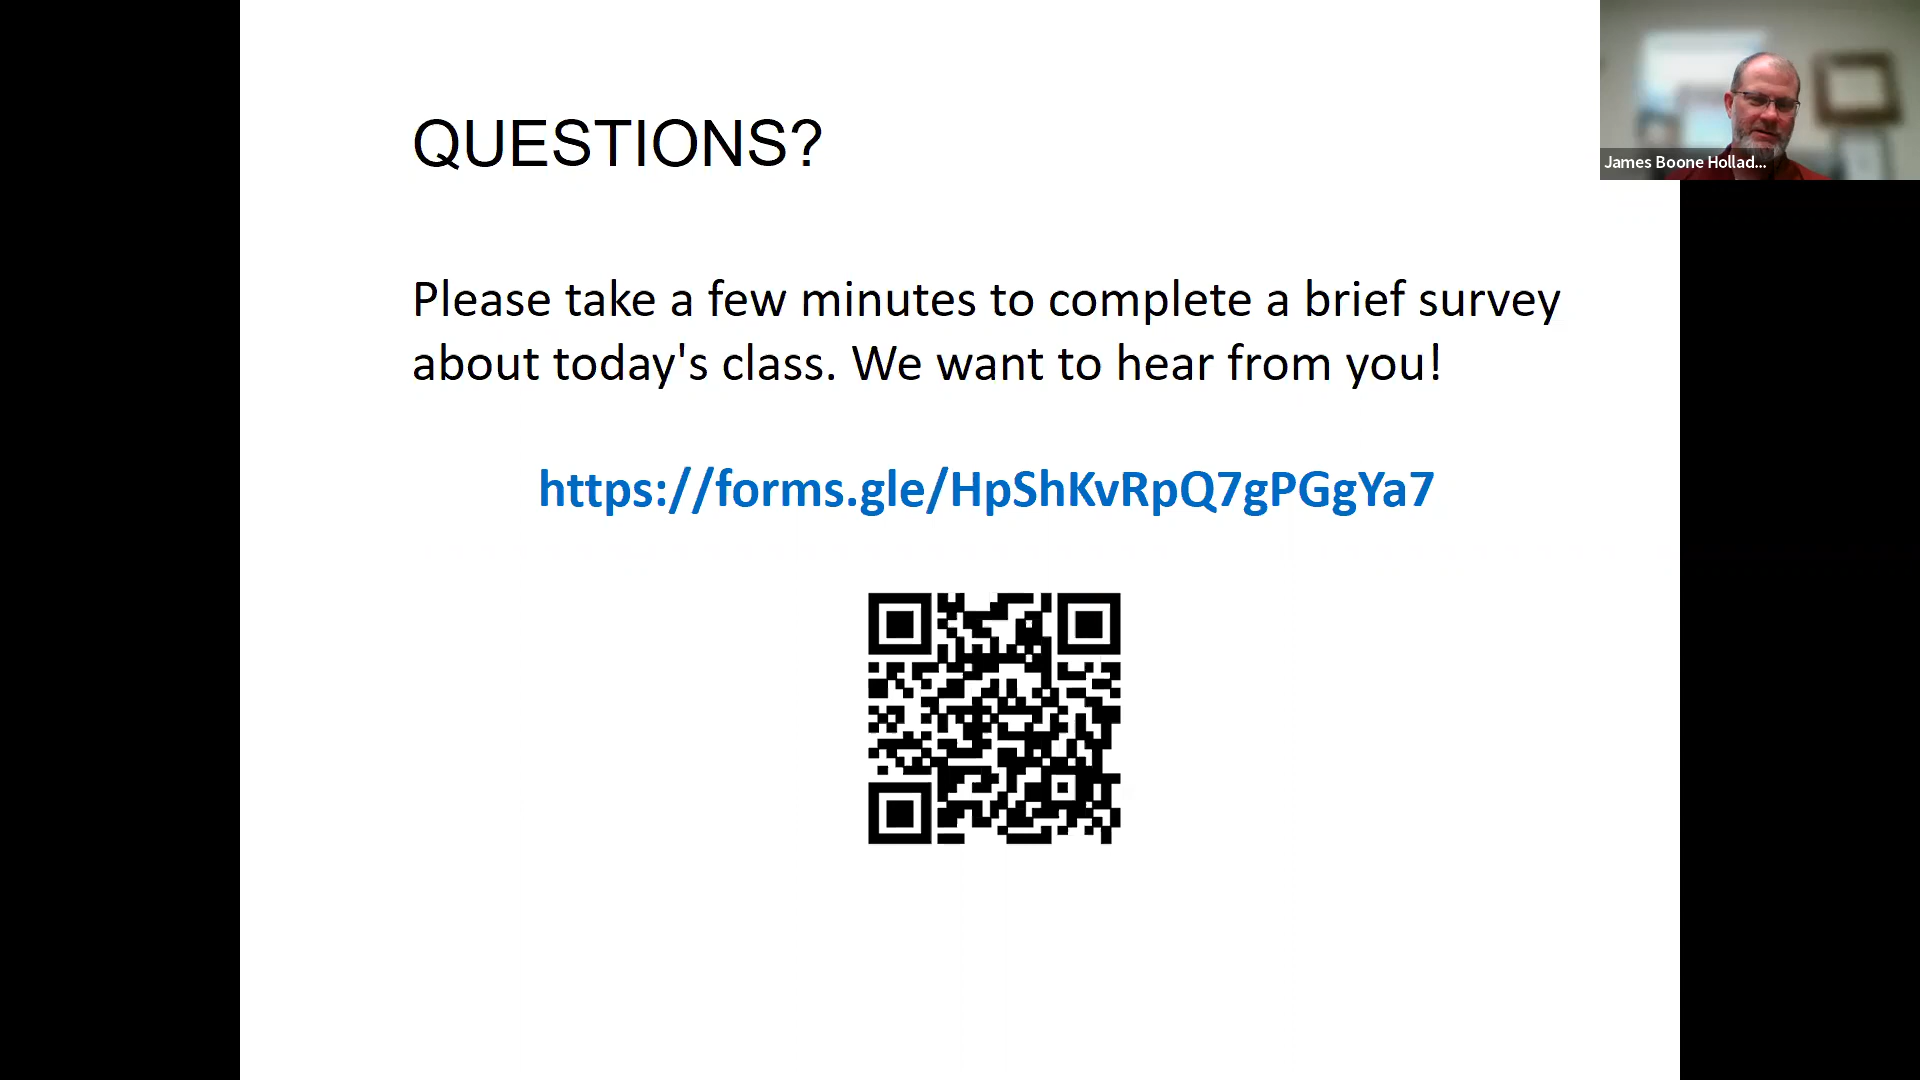 QUESTIONS?
Please take a few minutes to complete a brief survey
about today's class. We want to hear from you!
https://forms.gle/HpShKvRpQ7gPGgYa7
James Boone Hollad...